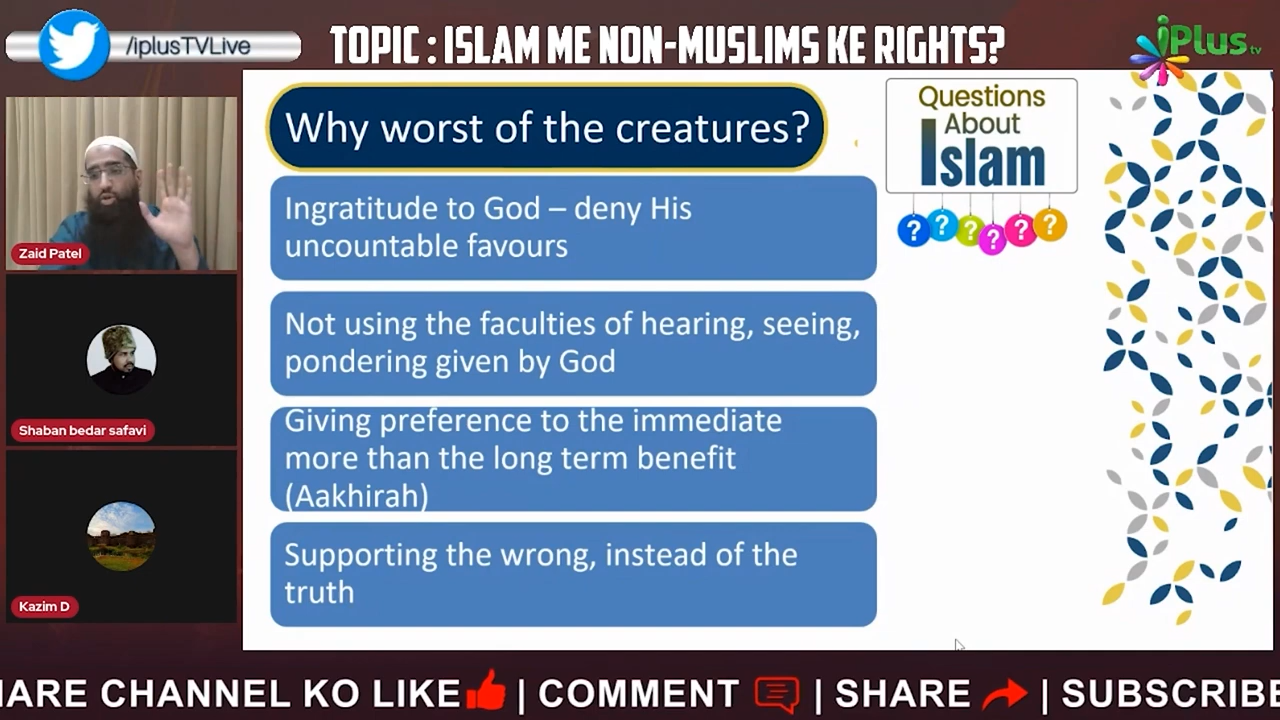 /iplusTVLive
TOPIC : ISLAM ME NON-MUSLIMS KE RIGHTS?
iPlus tv
Why worst of the creatures?
Questions
About
Islam
? ? ? ? ? ?
Ingratitude to God – deny His
uncountable favours
Not using the faculties of hearing, seeing,
pondering given by God
Giving preference to the immediate
more than the long term benefit
(Aakhirah)
Supporting the wrong, instead of the
truth
Zaid Patel
Shaban bedar safavi
Kazim D
HARE CHANNEL KO LIKE | COMMENT | SHARE | SUBSCRIBE